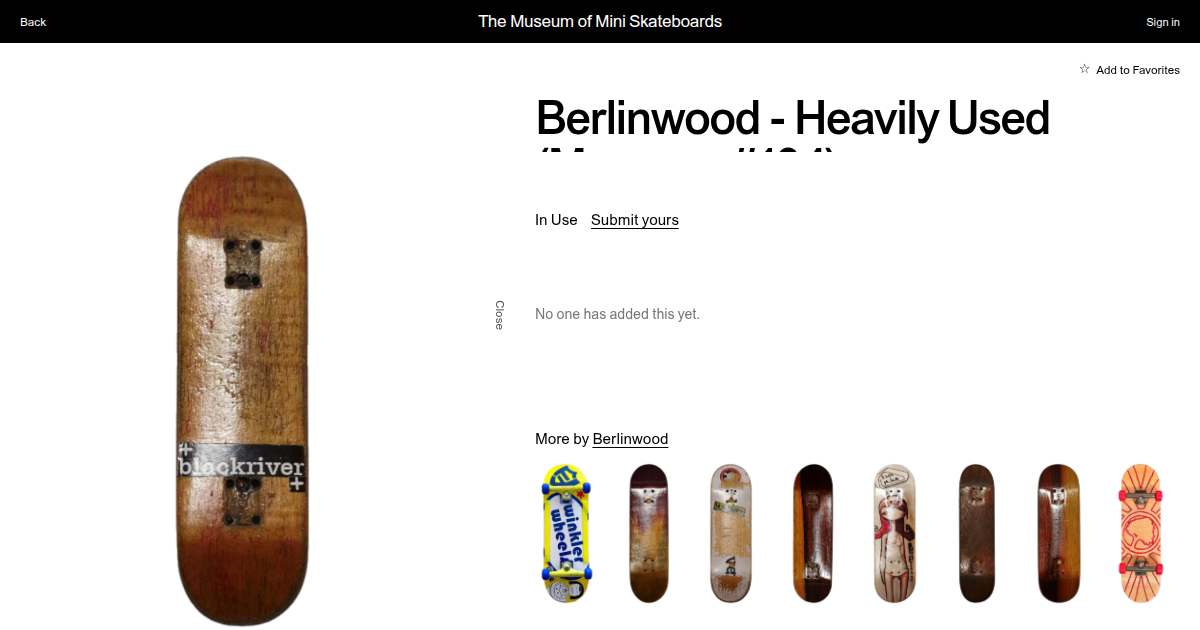 Back
The Museum of Mini Skateboards
Sign in
☆ Add to Favorites
Berlinwood - Heavily Used
In Use Submit yours
Close
No one has added this yet.
blackriver
More by Berlinwood
winkler
wheels